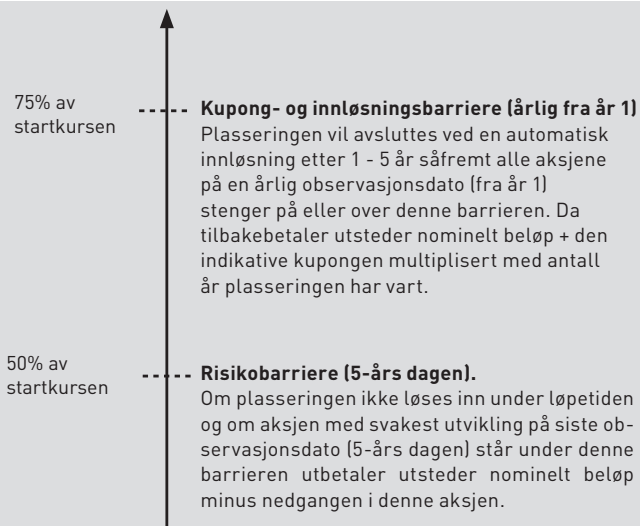 75% av
startkursen
Kupong- og innløsningsbarriere (årlig fra år 1)
Plasseringen vil avsluttes ved en automatisk
innløsning etter 1 - 5 år såfremt alle aksjene
på en årlig observasjonsdato (fra år 1)
stenger på eller over denne barrieren. Da
tilbakebetaler utsteder nominelt beløp + den
indikative kupongen multiplisert med antall
år plasseringen har vart.
50% av
startkursen
Risikobarriere (5-års dagen).
Om plasseringen ikke løses inn under løpetiden
og om aksjen med svakest utvikling på siste ob-
servasjonsdato (5-års dagen) står under denne
barrieren utbetaler utsteder nominelt beløp
minus nedgangen i denne aksjen.